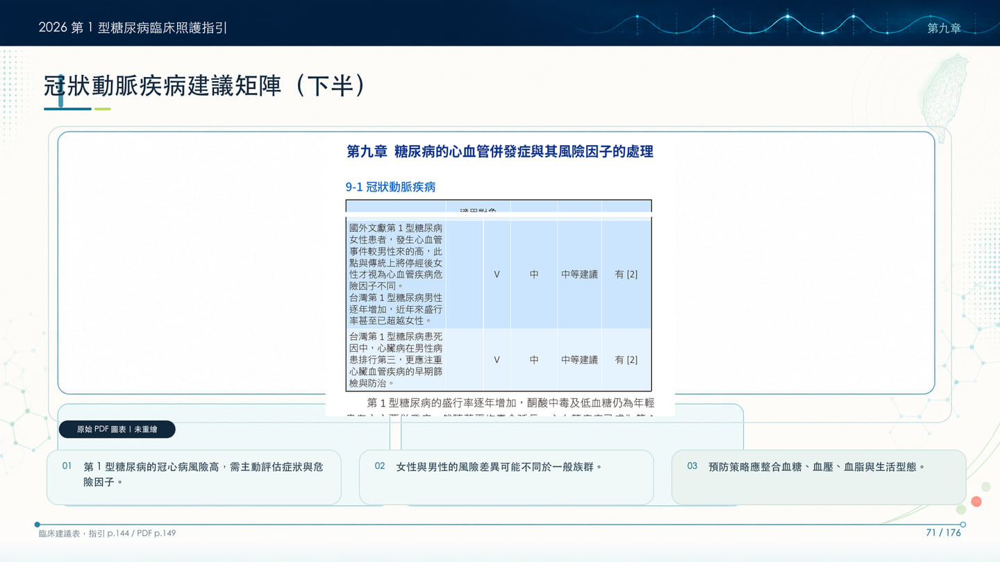 2026 第 1 型糖尿病臨床照護指引
第九章
冠狀動脈疾病建議矩陣（下半）
第九章 糖尿病的心血管併發症與其風險因子的處理
9-1 冠狀動脈疾病
適用對象
國外文獻第 1 型糖尿病
女性患者，發生心血管
事件較男性來的高，此
點與傳統上將停經後女
性才視為心血管疾病危
險因子不同。
台灣第 1 型糖尿病男性
逐年增加，近年來盛行
率甚至已超越女性。
V
中
中等建議
有 [2]
台灣第 1 型糖尿病患死
因中，心臟病在男性病
患排行第三，更應注重
心臟血管疾病的早期篩
檢與防治。
V
中
中等建議
有 [2]
第 1 型糖尿病的盛行率逐年增加，酮酸中毒及低血糖仍為年輕
原始 PDF 圖表｜未重繪
01 第 1 型糖尿病的冠心病風險高，需主動評估症狀與危
險因子。
02 女性與男性的風險差異可能不同於一般族群。
03 預防策略應整合血糖、血壓、血脂與生活型態。
臨床建議表，指引 p.144 / PDF p.149
71 / 176